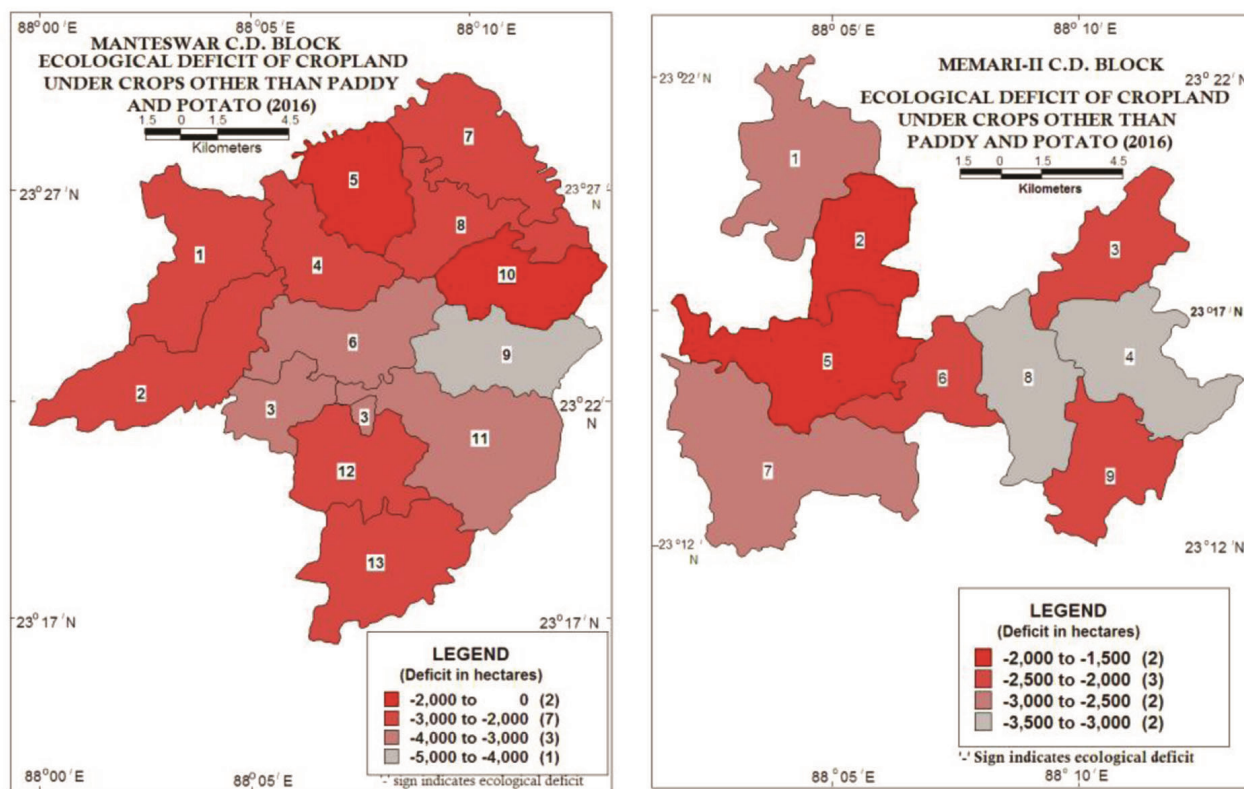 88° 00' E
88° 05' E
88° 10' E
MANTESWAR C.D. BLOCK
ECOLOGICAL DEFICIT OF CROPLAND
UNDER CROPS OTHER THAN PADDY
AND POTATO (2016)
1.5 0 1.5 4.5
Kilometers
23° 27' N
23° 27' N
23° 22' N
23° 17' N
23° 17' N
1
2
3
3
4
5
6
7
8
9
10
11
12
13
LEGEND
(Deficit in hectares)
-2,000 to 0 (2)
-3,000 to -2,000 (7)
-4,000 to -3,000 (3)
-5,000 to -4,000 (1)
'-' Sign indicates ecological deficit
88° 00' E
88° 05' E
88° 10' E
88° 05' E
88° 10' E
23° 22' N
23° 22' N
MEMARI-II C.D. BLOCK
ECOLOGICAL DEFICIT OF CROPLAND
UNDER CROPS OTHER THAN
PADDY AND POTATO (2016)
1.5 0 1.5 4.5
Kilometers
23° 17' N
23° 12' N
23° 12' N
1
2
3
4
5
6
7
8
9
LEGEND
(Deficit in hectares)
-2,000 to -1,500 (2)
-2,500 to -2,000 (3)
-3,000 to -2,500 (2)
-3,500 to -3,000 (2)
'-' Sign indicates ecological deficit
88° 05' E
88° 10' E